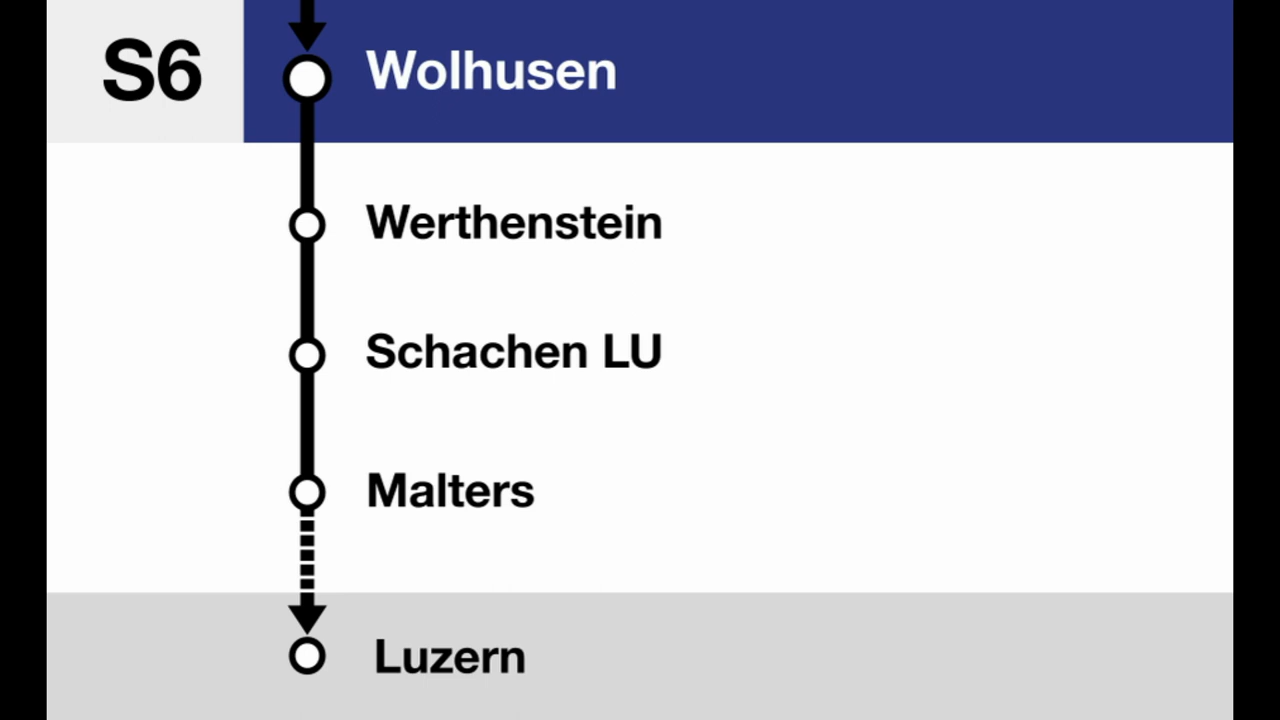 S6 Wolhusen
Werthenstein
Schachen LU
Malters
Luzern